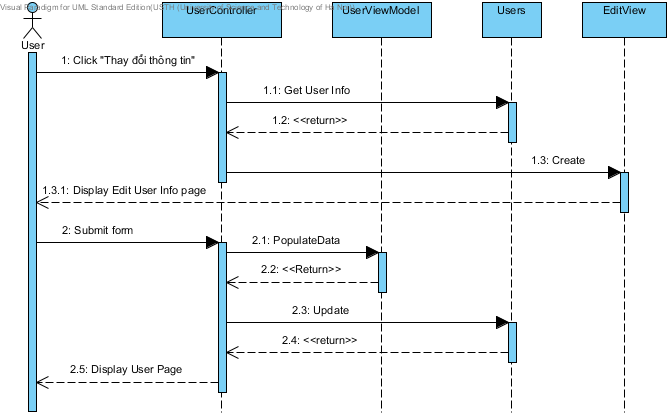 Visual Paradigm for UML Standard Edition(USTH (University of Science and Technology of Ha Noi))
UserController
UserViewModel
Users
EditView
User
1: Click "Thay đổi thông tin"
1.1: Get User Info
1.2: <<return>>
1.3: Create
1.3.1: Display Edit User Info page
2: Submit form
2.1: PopulateData
2.2: <<Return>>
2.3: Update
2.4: <<return>>
2.5: Display User Page